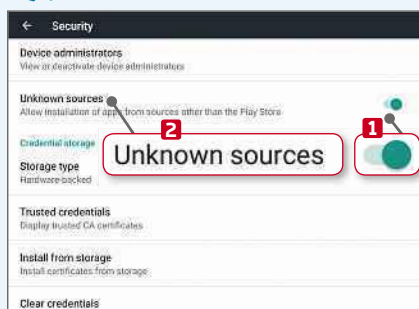 ← Security
Device administrators
View or deactivate device administrators
Unknown sources
Allow installation of apps from sources other than the Play Store
2
1
Unknown sources
Credential storage
Storage type
Hardware-backed
Trusted credentials
Display trusted CA certificates
Install from storage
Install certificates from storage
Clear credentials